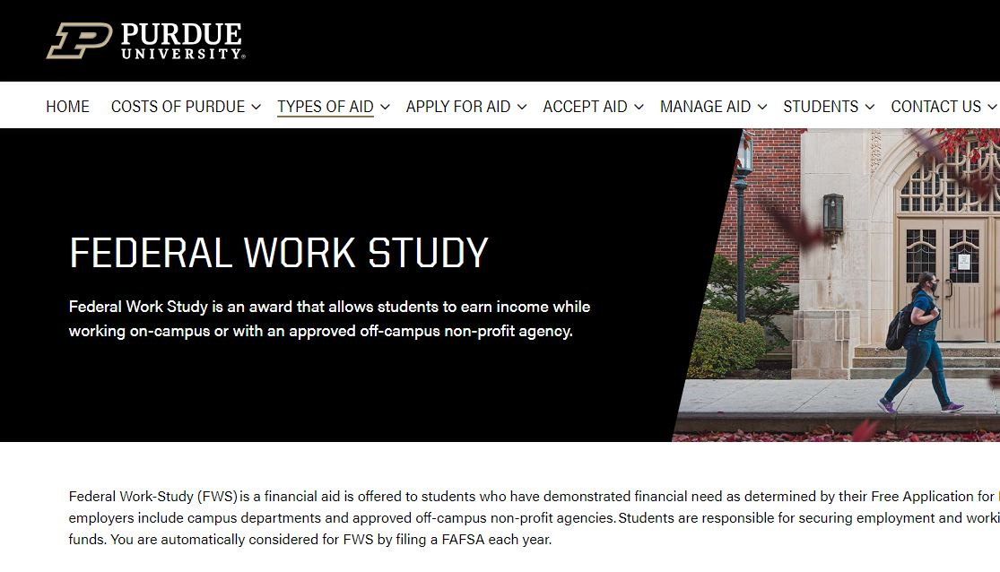 PURDUE
UNIVERSITY®
HOME COSTS OF PURDUE TYPES OF AID APPLY FOR AID ACCEPT AID MANAGE AID STUDENTS CONTACT US
FEDERAL WORK STUDY
Federal Work Study is an award that allows students to earn income while
working on-campus or with an approved off-campus non-profit agency.
Federal Work-Study (FWS) is a financial aid is offered to students who have demonstrated financial need as determined by their Free Application for
employers include campus departments and approved off-campus non-profit agencies. Students are responsible for securing employment and worki
funds. You are automatically considered for FWS by filing a FAFSA each year.